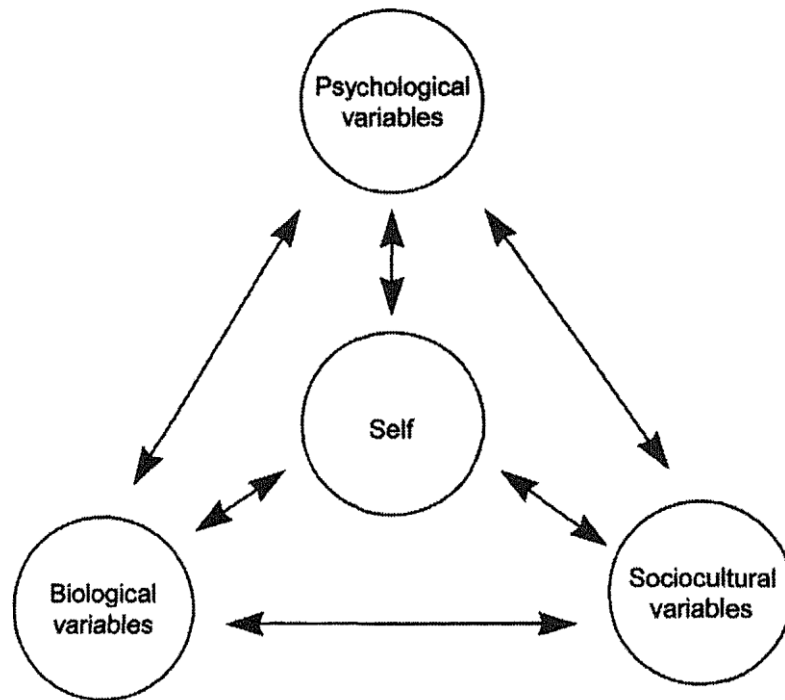 Psychological
variables
Self
Biological
variables
Sociocultural
variables